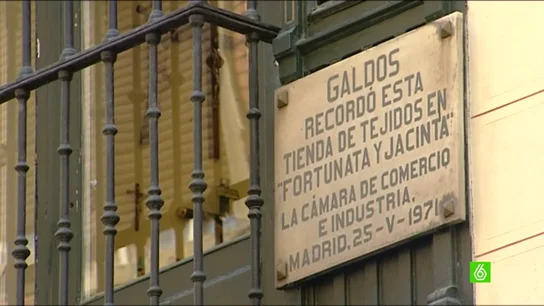 GALDOS
RECORDÓ ESTA
TIENDA DE TEJIDOS EN
"FORTUNATA Y JACINTA".
LA CÁMARA DE COMERCIO
E INDUSTRIA.
MADRID. 25-V-1971
6